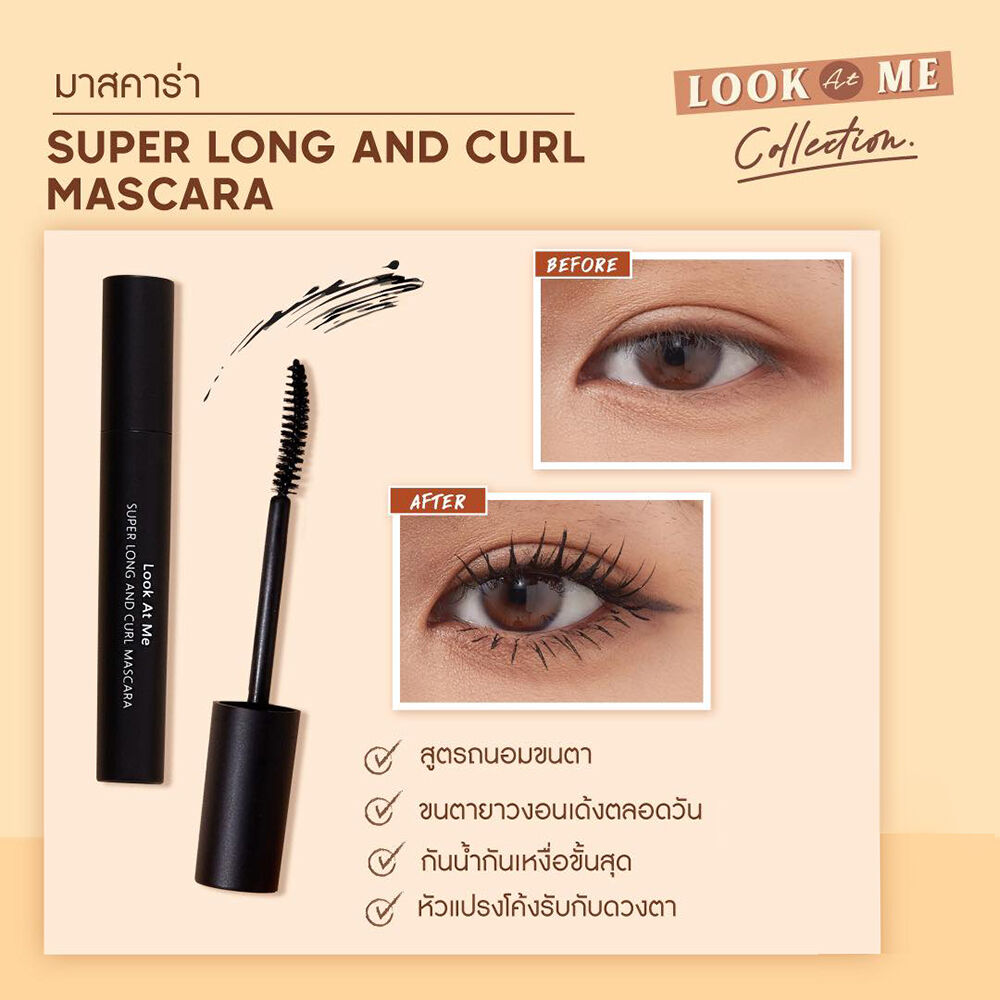 มาสคาร่า
SUPER LONG AND CURL
MASCARA
LOOK At ME
Collection.
BEFORE
AFTER
Look At Me
SUPER LONG AND CURL MASCARA
สูตรถนอมขนตา
ขนตายาวงอนเด้งตลอดวัน
กันน้ำกันเหงื่อขั้นสุด
หัวแปรงโค้งรับกับดวงตา